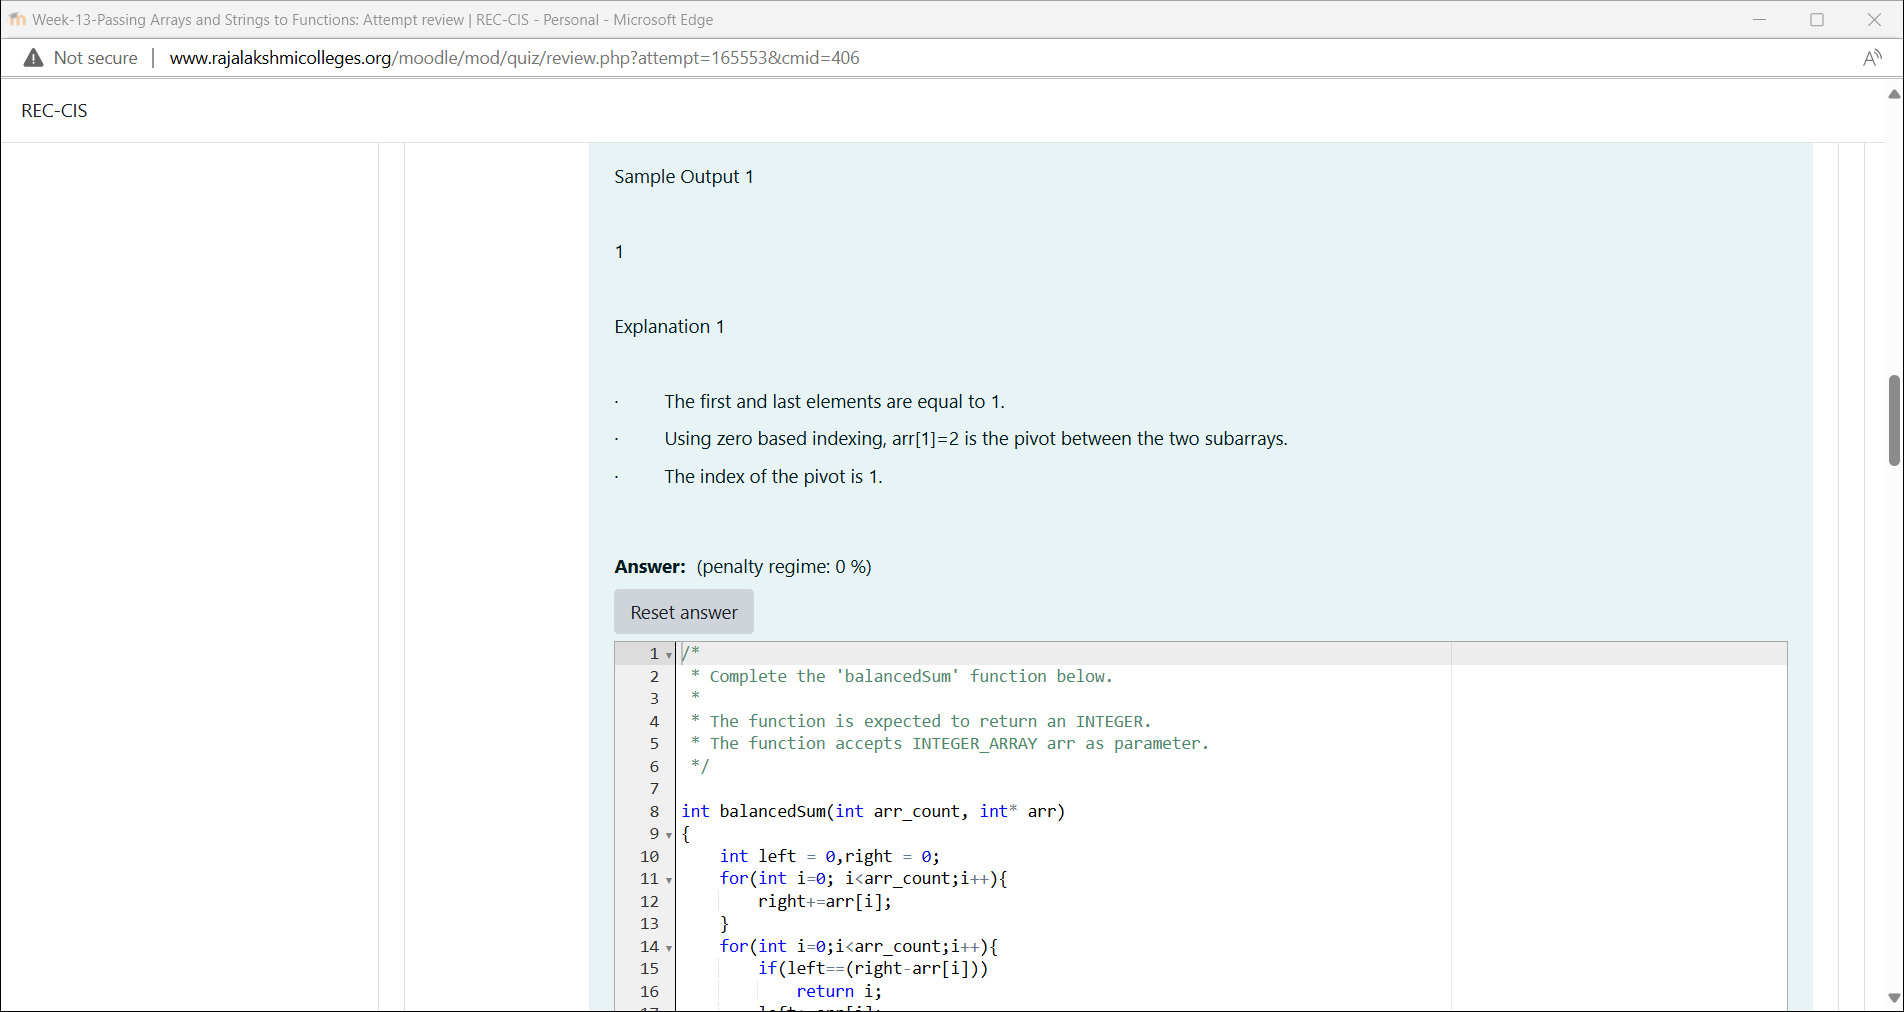 Week-13-Passing Arrays and Strings to Functions: Attempt review | REC-CIS - Personal - Microsoft Edge
Not secure | www.rajalakshmicolleges.org/moodle/mod/quiz/review.php?attempt=165553&cmid=406
REC-CIS
Sample Output 1
1
Explanation 1
· The first and last elements are equal to 1.
· Using zero based indexing, arr[1]=2 is the pivot between the two subarrays.
· The index of the pivot is 1.
Answer: (penalty regime: 0 %)
Reset answer
1 /*
2 * Complete the 'balancedSum' function below.
3 *
4 * The function is expected to return an INTEGER.
5 * The function accepts INTEGER_ARRAY arr as parameter.
6 */
7
8 int balancedSum(int arr_count, int* arr)
9 {
10 int left = 0,right = 0;
11 for(int i=0; i<arr_count;i++){
12 right+=arr[i];
13 }
14 for(int i=0;i<arr_count;i++){
15 if(left==(right-arr[i]))
16 return i;